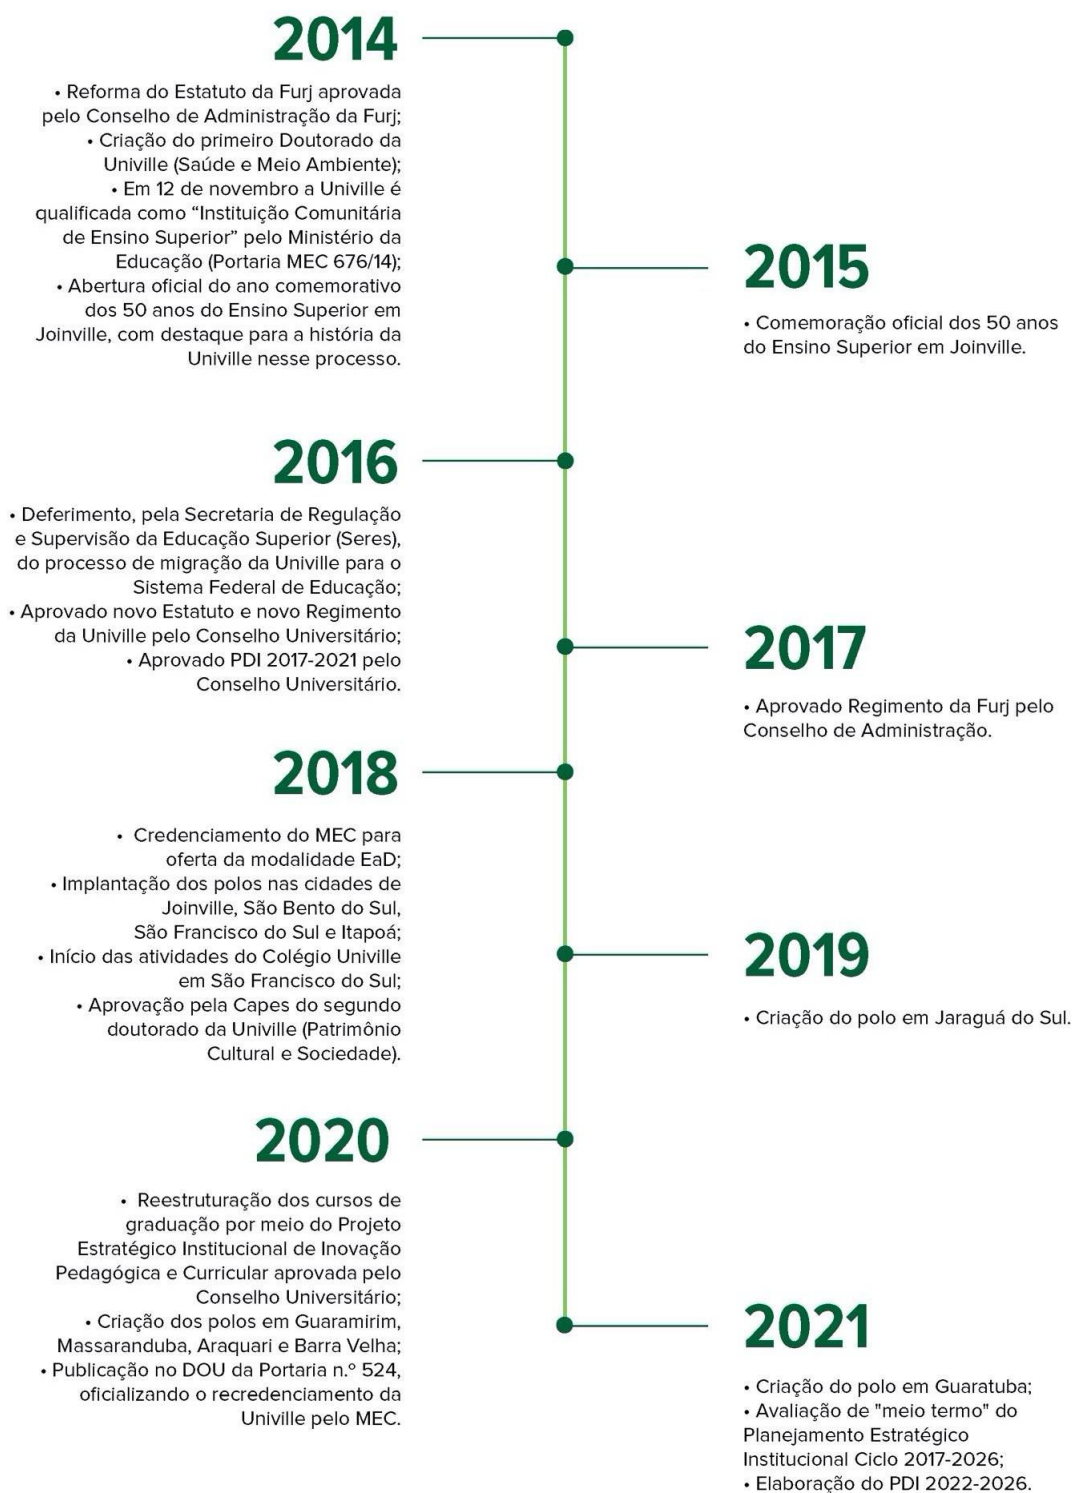 2014
• Reforma do Estatuto da Furj aprovada
pelo Conselho de Administração da Furj;
• Criação do primeiro Doutorado da
Univille (Saúde e Meio Ambiente);
• Em 12 de novembro a Univille é
qualificada como “Instituição Comunitária
de Ensino Superior” pelo Ministério da
Educação (Portaria MEC 676/14);
• Abertura oficial do ano comemorativo
dos 50 anos do Ensino Superior em
Joinville, com destaque para a história da
Univille nesse processo.
2015
• Comemoração oficial dos 50 anos
do Ensino Superior em Joinville.
2016
• Deferimento, pela Secretaria de Regulação
e Supervisão da Educação Superior (Seres),
do processo de migração da Univille para o
Sistema Federal de Educação;
• Aprovado novo Estatuto e novo Regimento
da Univille pelo Conselho Universitário;
• Aprovado PDI 2017-2021 pelo
Conselho Universitário.
2017
• Aprovado Regimento da Furj pelo
Conselho de Administração.
2018
• Credenciamento do MEC para
oferta da modalidade EaD;
• Implantação dos polos nas cidades de
Joinville, São Bento do Sul,
São Francisco do Sul e Itapoá;
• Início das atividades do Colégio Univille
em São Francisco do Sul;
• Aprovação pela Capes do segundo
doutorado da Univille (Patrimônio
Cultural e Sociedade).
2019
• Criação do polo em Jaraguá do Sul.
2020
• Reestruturação dos cursos de
graduação por meio do Projeto
Estratégico Institucional de Inovação
Pedagógica e Curricular aprovada pelo
Conselho Universitário;
• Criação dos polos em Guaramirim,
Massaranduba, Araquari e Barra Velha;
• Publicação no DOU da Portaria n.º 524,
oficializando o recredenciamento da
Univille pelo MEC.
2021
• Criação do polo em Guaratuba;
• Avaliação de "meio termo" do
Planejamento Estratégico
Institucional Ciclo 2017-2026;
• Elaboração do PDI 2022-2026.